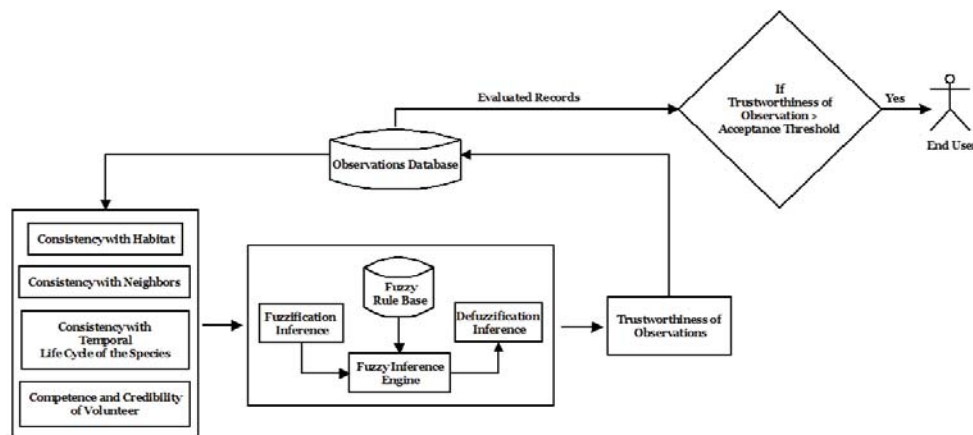 Evaluated Records
If
Trustworthiness of
Observation >
Acceptance Threshold
Yes
End User
Observations Database
Consistency with Habitat
Consistency with Neighbors
Consistency with
Temporal
Life Cycle of the Species
Competence and Credibility
of Volunteer
Fuzzy
Rule Base
Fuzzification
Inference
Defuzzification
Inference
Fuzzy Inference
Engine
Trustworthiness of
Observations